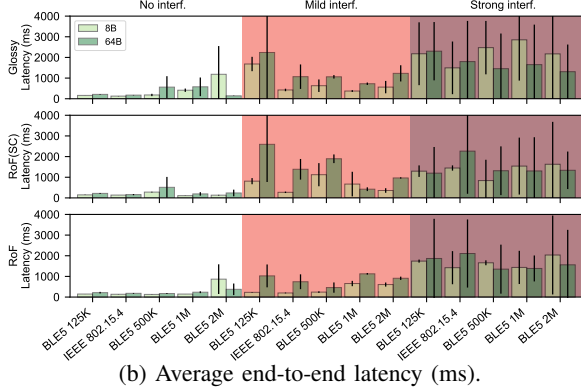 No interf. Mild interf. Strong interf.
Glossy
Latency (ms)
4000
3000
2000
1000
0
8B
64B
RoF(SC)
Latency (ms)
4000
3000
2000
1000
0
RoF
Latency (ms)
4000
3000
2000
1000
0
BLE5 125K IEEE 802.15.4 BLE5 500K BLE5 1M BLE5 2M BLE5 125K IEEE 802.15.4 BLE5 500K BLE5 1M BLE5 2M BLE5 125K IEEE 802.15.4 BLE5 500K BLE5 1M BLE5 2M
(b) Average end-to-end latency (ms).